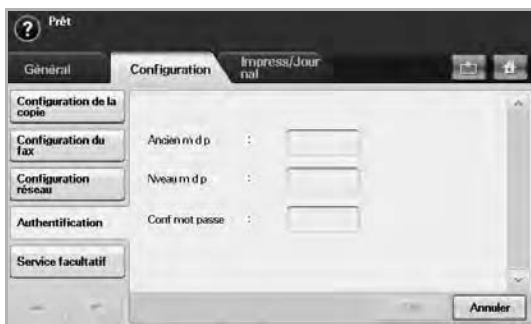 ?
Prêt
Général
Configuration
Impress/Jour
nal
Configuration de la
copie
Configuration du
fax
Configuration
réseau
Authentification
Service facultatif
Ancien m d p :
Nveau m d p :
Conf mot passe :
Annuler